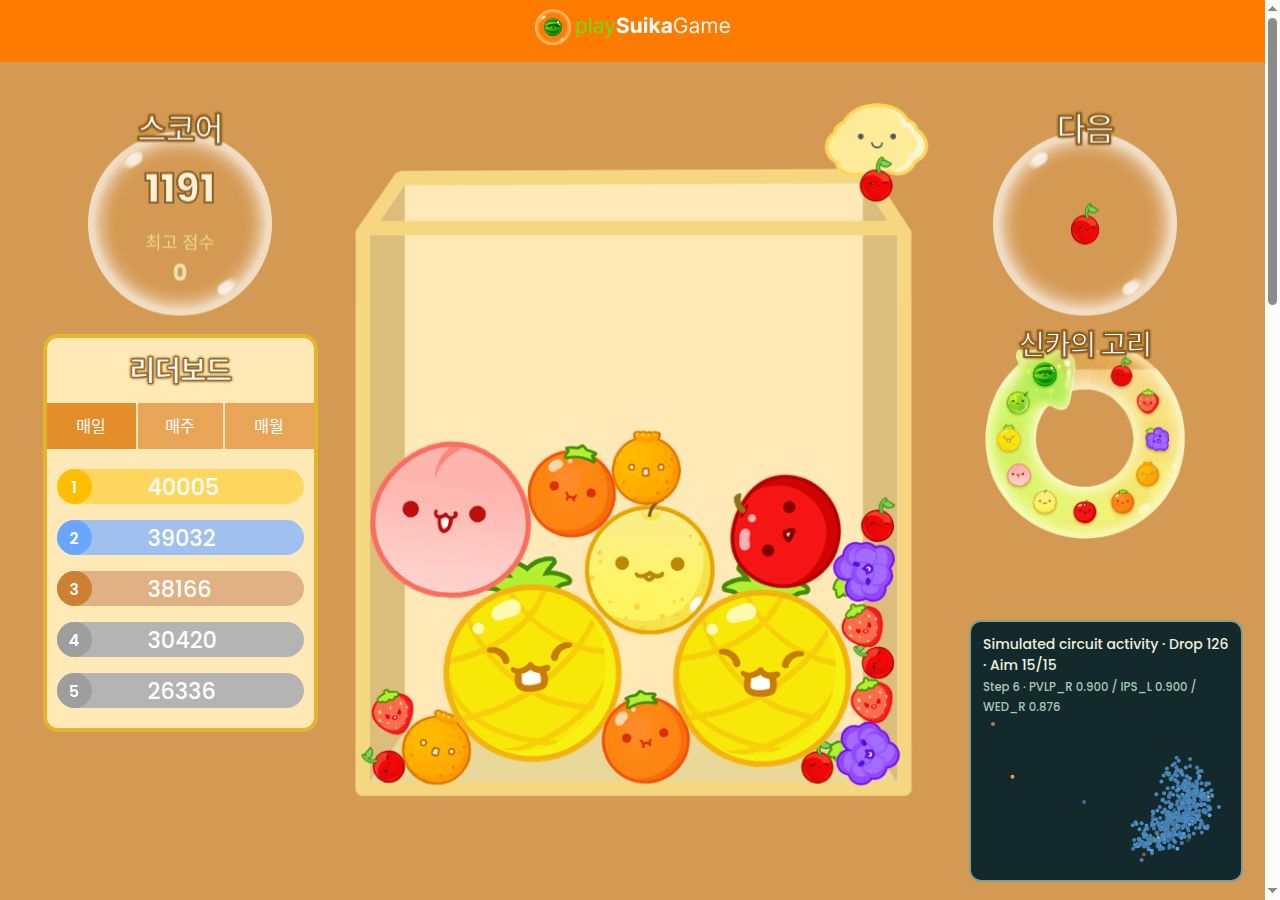 playSuikaGame
스코어
1191
최고 점수
0
리더보드
매일
매주
매월
1
40005
2
39032
3
38166
4
30420
5
26336
다음
신카의 고리
Simulated circuit activity · Drop 126
· Aim 15/15
Step 6 · PVLP_R 0.900 / IPS_L 0.900 /
WED_R 0.876